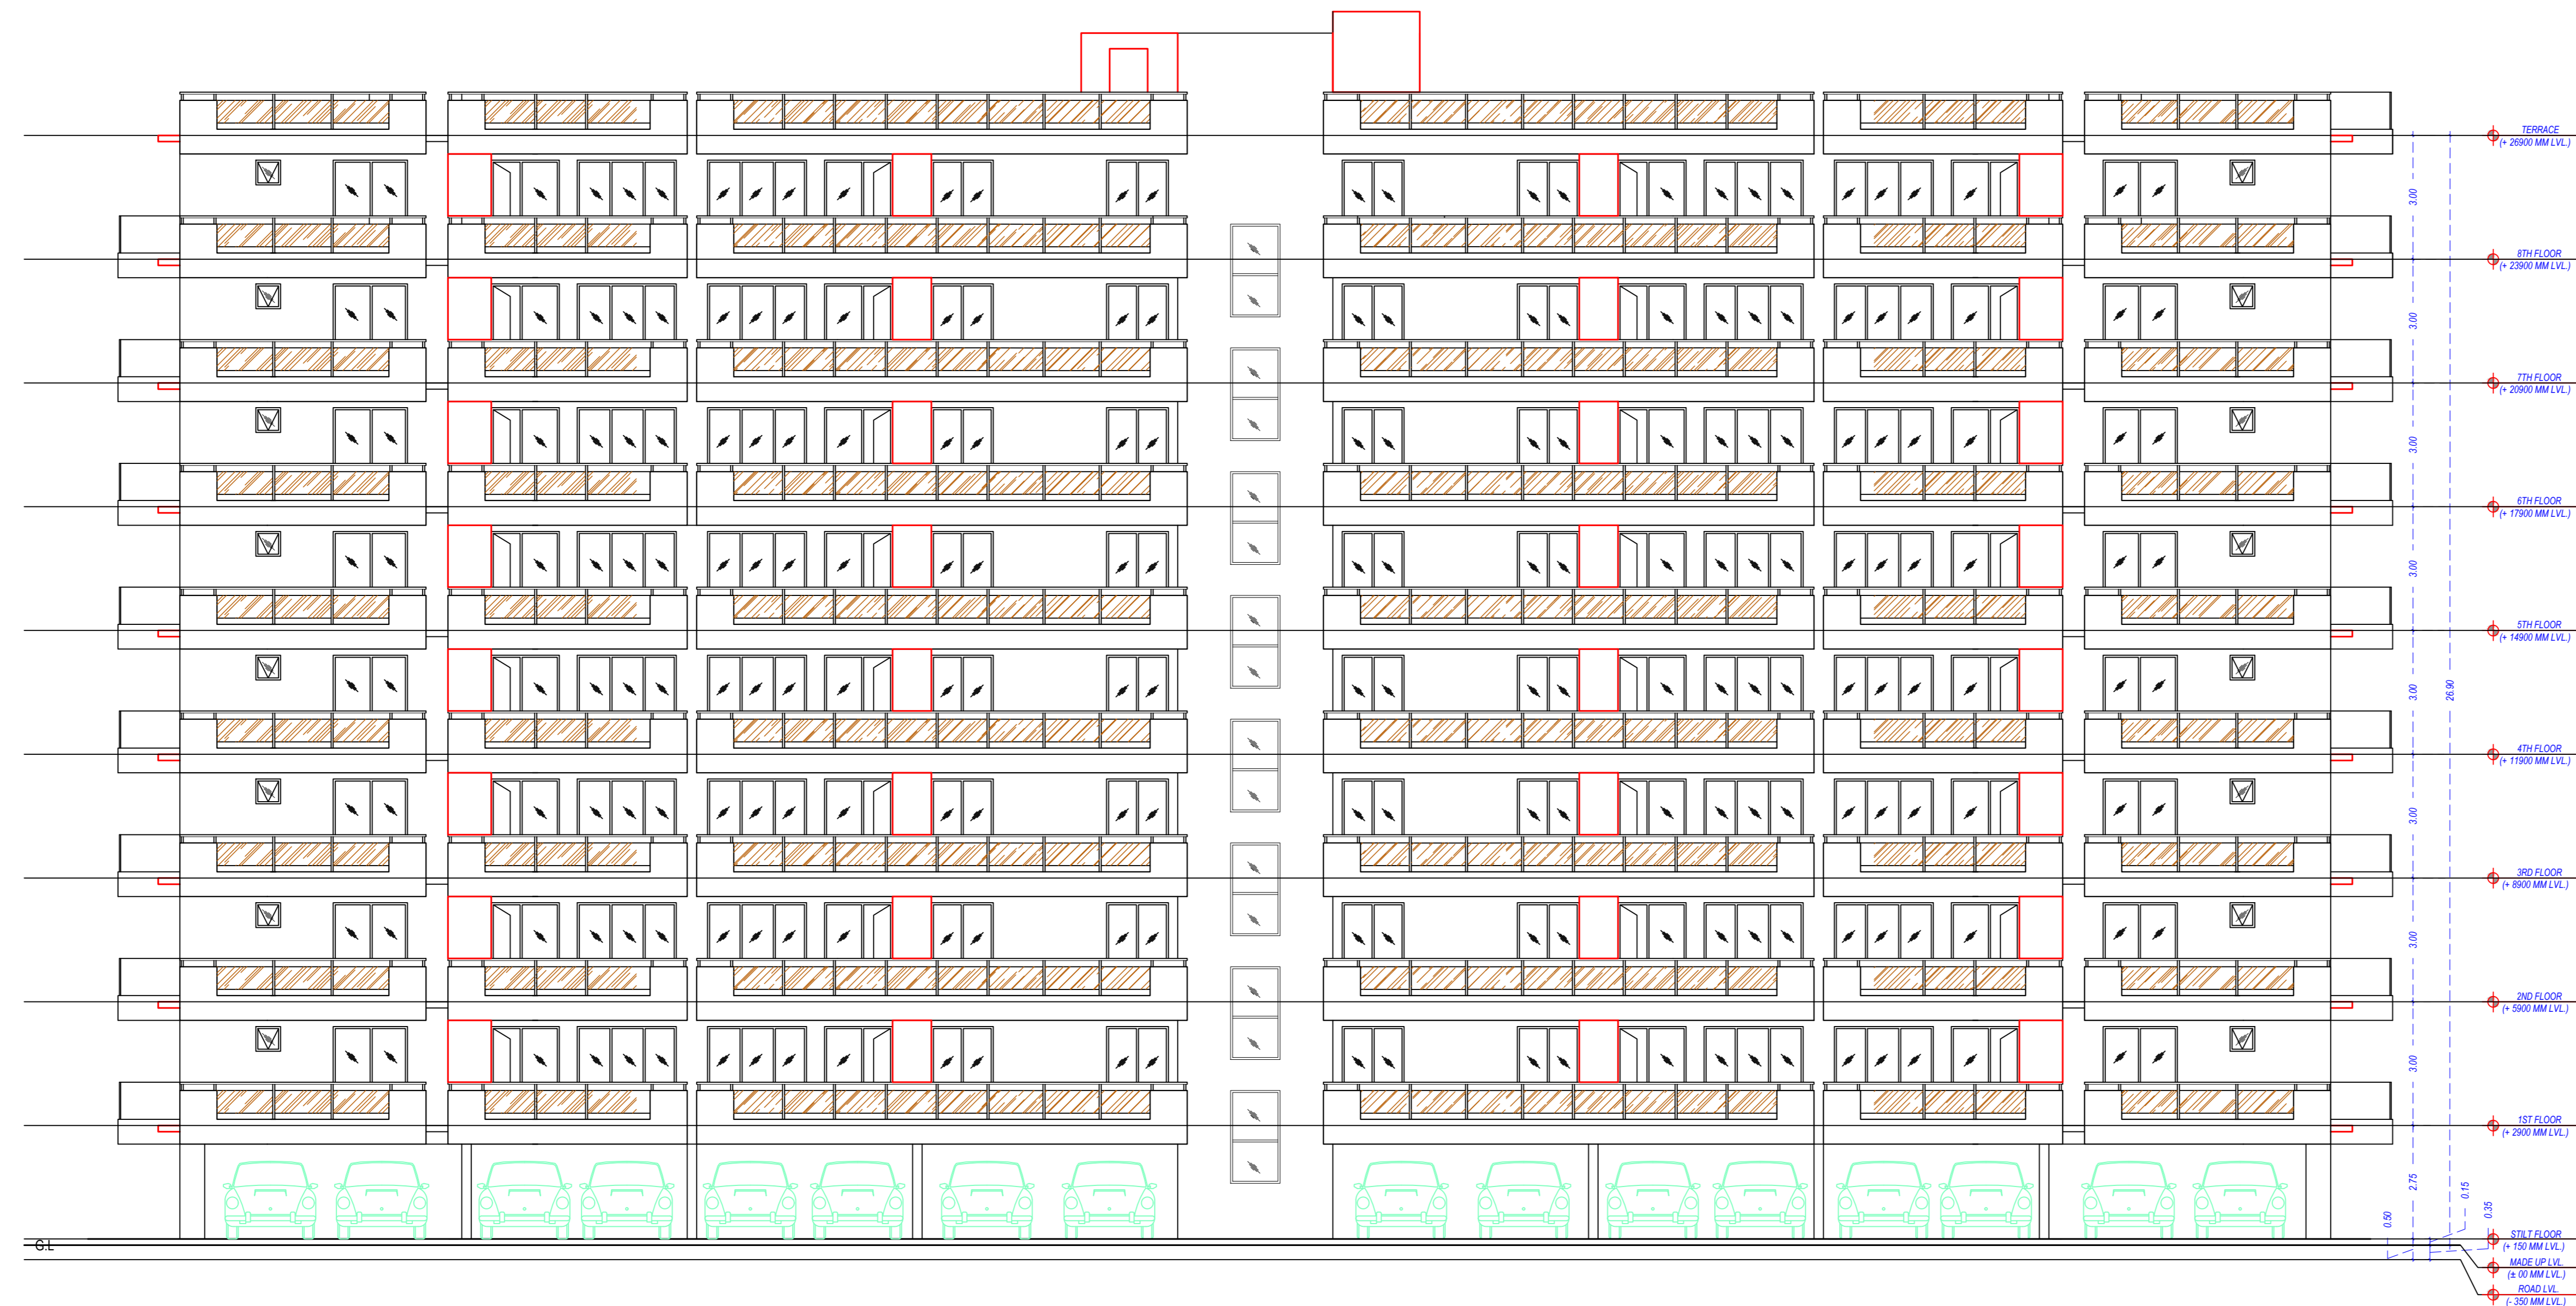 TERRACE
(+ 26900 MM LVL.)
3.00
8TH FLOOR
(+ 23900 MM LVL.)
3.00
7TH FLOOR
(+ 20900 MM LVL.)
3.00
6TH FLOOR
(+ 17900 MM LVL.)
3.00
5TH FLOOR
(+ 14900 MM LVL.)
3.00
26.90
4TH FLOOR
(+ 11900 MM LVL.)
3.00
3RD FLOOR
(+ 8900 MM LVL.)
3.00
2ND FLOOR
(+ 5900 MM LVL.)
3.00
1ST FLOOR
(+ 2900 MM LVL.)
2.75
0.15
0.50
0.35
G.L
STILT FLOOR
(+ 150 MM LVL.)
MADE UP LVL.
(± 00 MM LVL.)
ROAD LVL.
(- 350 MM LVL.)